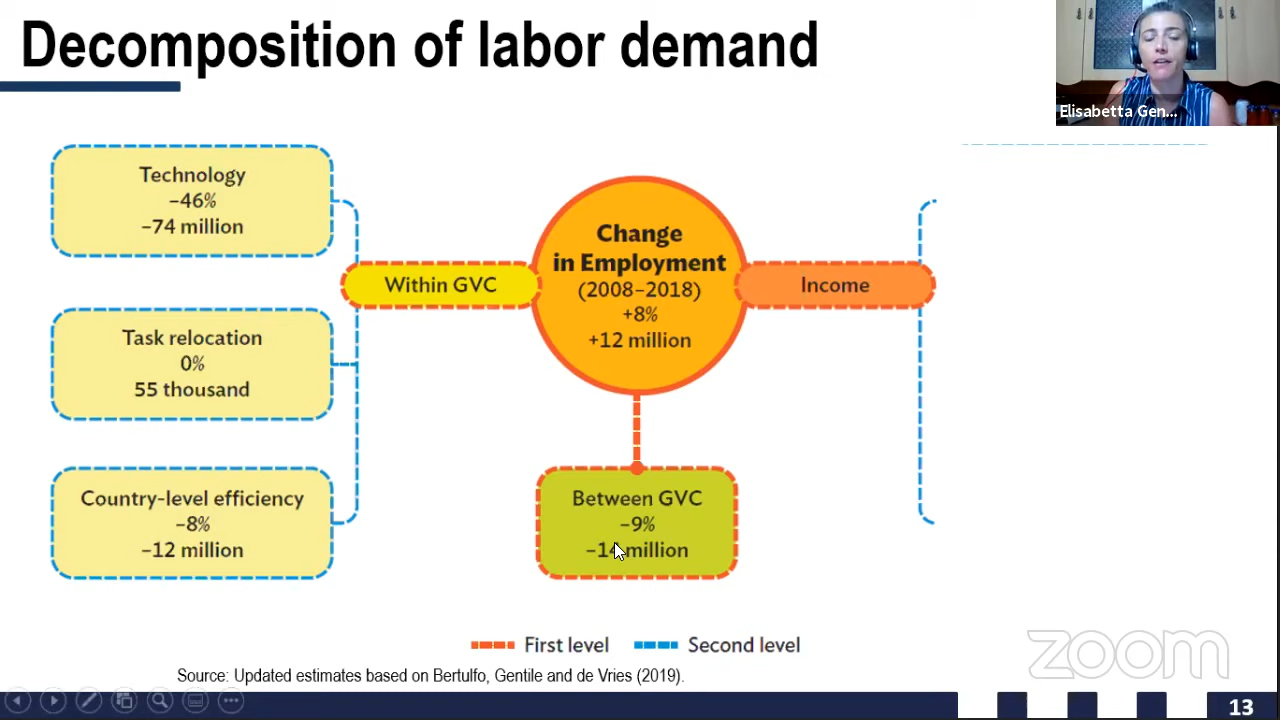 Decomposition of labor demand
Elisabetta Gen...
Technology
−46%
−74 million
Task relocation
0%
55 thousand
Country-level efficiency
−8%
−12 million
Within GVC
Change
in Employment
(2008–2018)
+8%
+12 million
Income
Between GVC
−9%
−14 million
First level
Second level
Source: Updated estimates based on Bertulfo, Gentile and de Vries (2019).
zoom
13